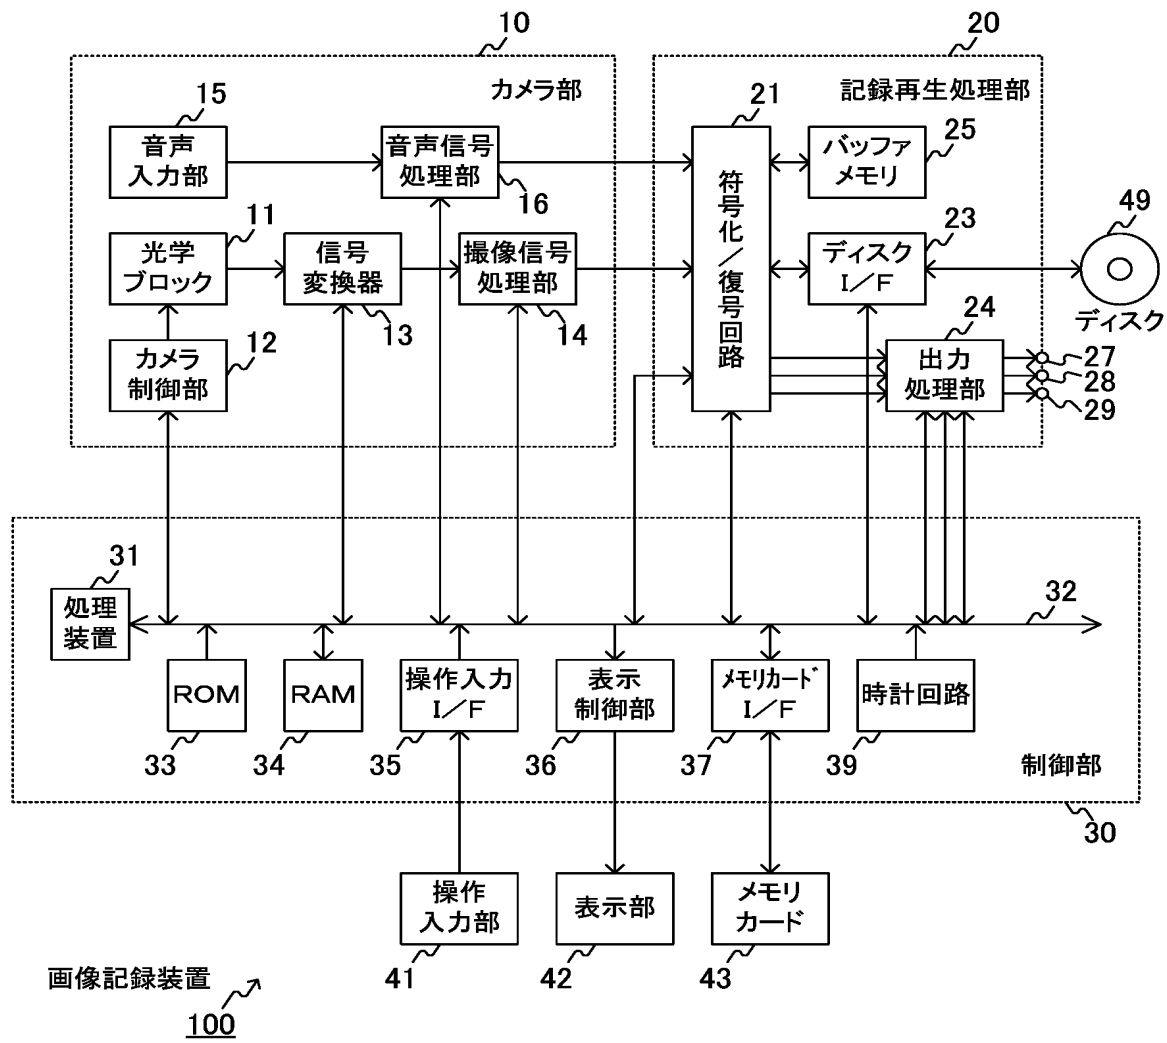 10
20
カメラ部
記録再生処理部
15
音声
入力部
音声信号
処理部
16
21
符号化／復号回路
25
バッファ
メモリ
11
光学
ブロック
信号
変換器
13
撮像信号
処理部
14
23
ディスク
I／F
49
ディスク
12
カメラ
制御部
24
出力
処理部
27
28
29
31
処理
装置
32
ROM
33
RAM
34
操作入力
I／F
35
表示
制御部
36
メモリカード
I／F
37
時計回路
39
制御部
30
操作
入力部
41
表示部
42
メモリ
カード
43
画像記録装置
100